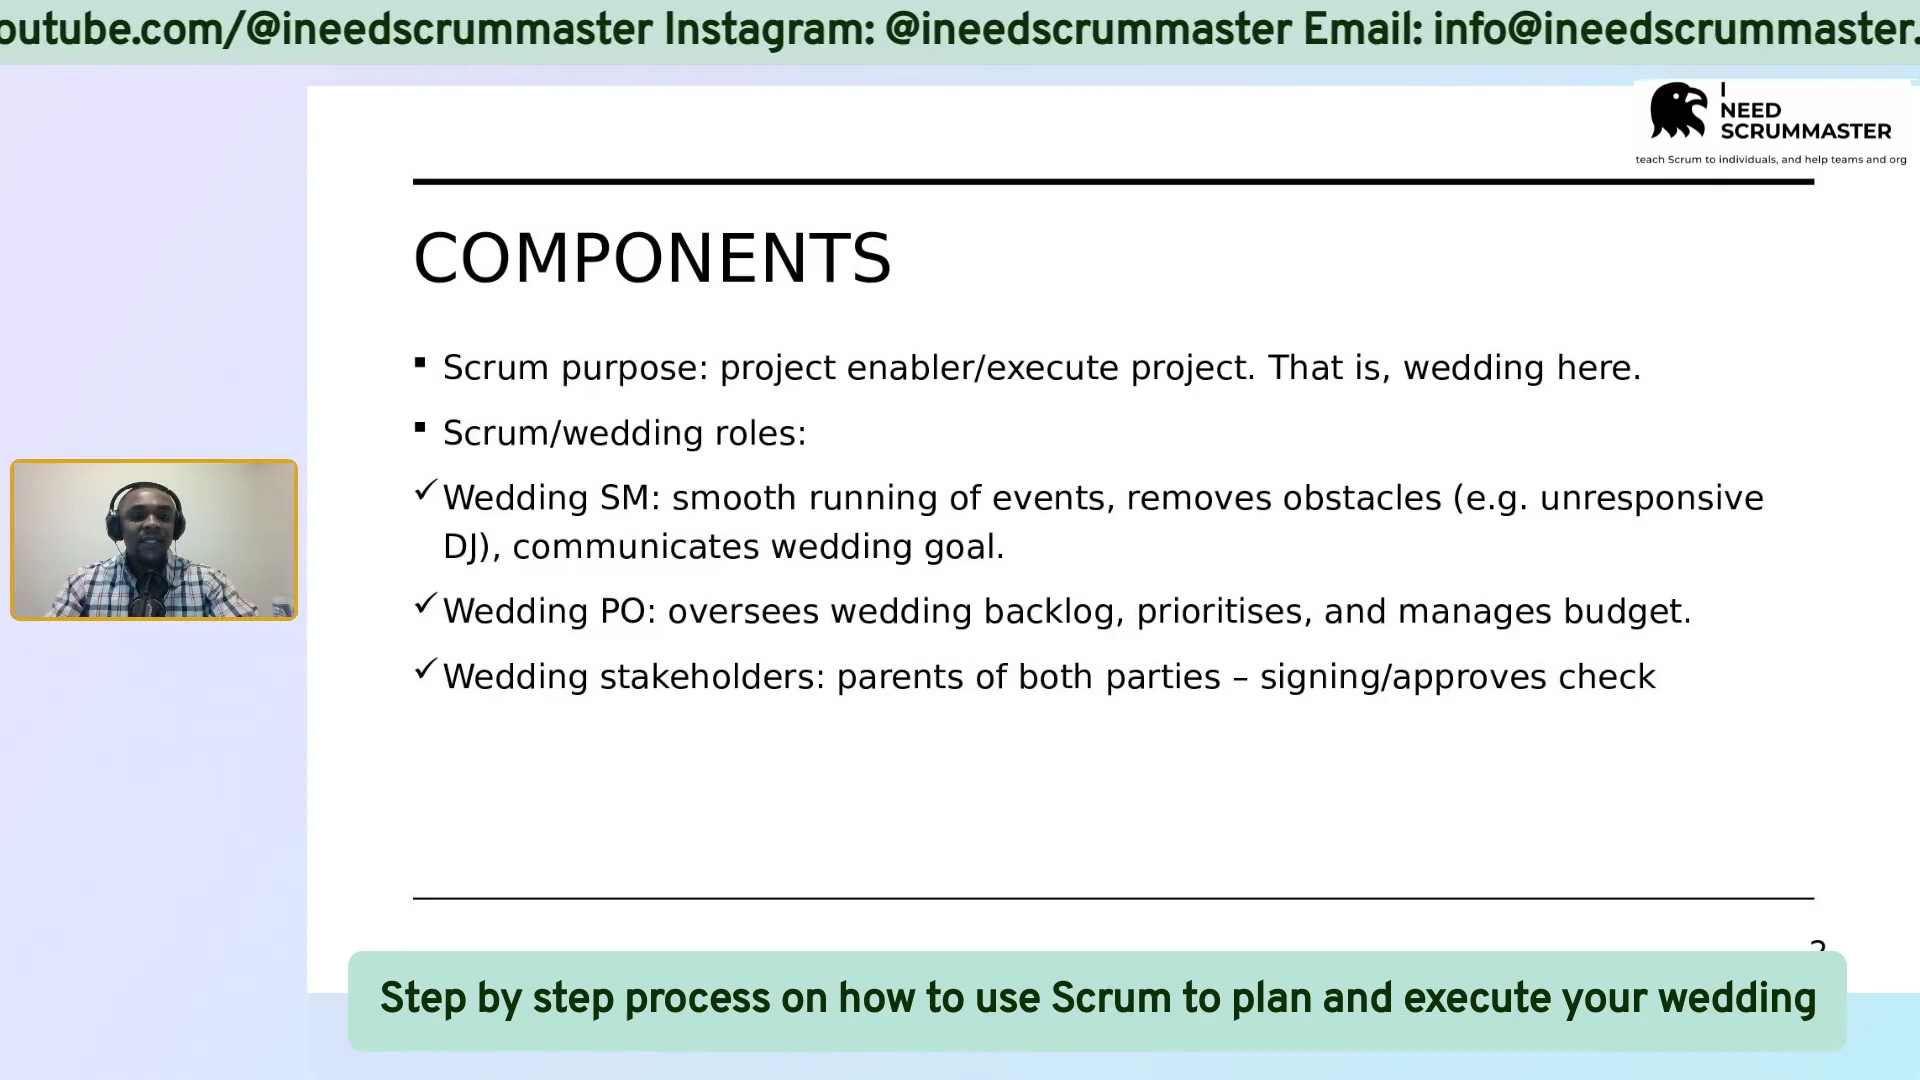 outube.com/@ineedscrummaster Instagram: @ineedscrummaster Email: info@ineedscrummaster.
I
NEED
SCRUMMASTER
teach Scrum to individuals, and help teams and org
COMPONENTS
▪ Scrum purpose: project enabler/execute project. That is, wedding here.
▪ Scrum/wedding roles:
✓ Wedding SM: smooth running of events, removes obstacles (e.g. unresponsive
DJ), communicates wedding goal.
✓ Wedding PO: oversees wedding backlog, prioritises, and manages budget.
✓ Wedding stakeholders: parents of both parties – signing/approves check
Step by step process on how to use Scrum to plan and execute your wedding